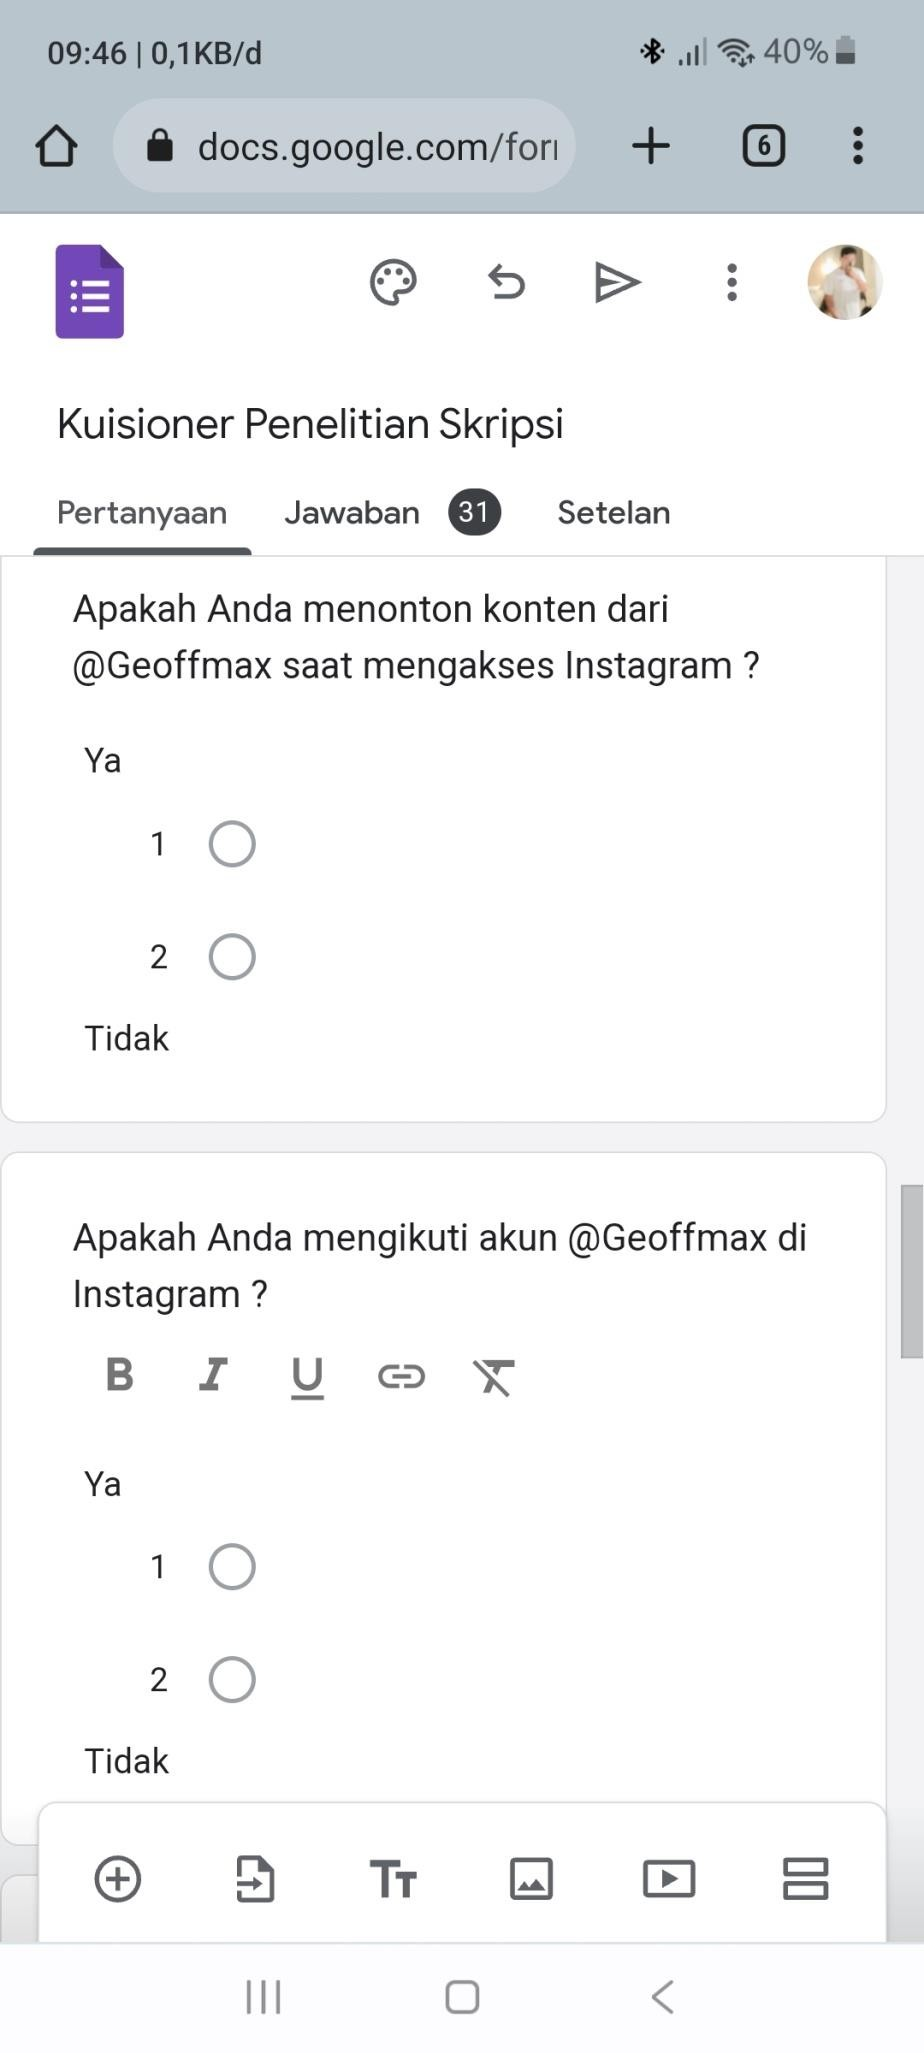 09:46 | 0,1KB/d
40%
docs.google.com/for
6
Kuisioner Penelitian Skripsi
Pertanyaan Jawaban 31 Setelan
Apakah Anda menonton konten dari
@Geoffmax saat mengakses Instagram ?
Ya
1
2
Tidak
Apakah Anda mengikuti akun @Geoffmax di
Instagram ?
B I U
Ya
1
2
Tidak
Tт